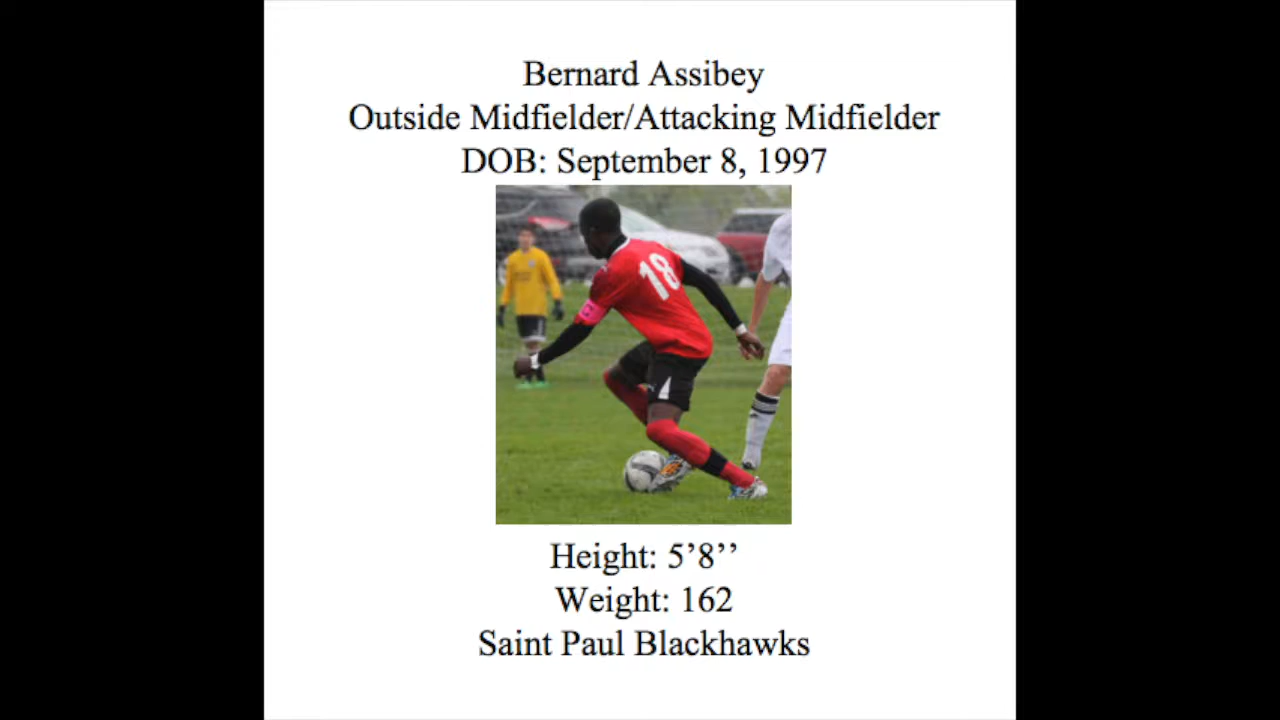 Bernard Assibey
Outside Midfielder/Attacking Midfielder
DOB: September 8, 1997
18
Height: 5’8’’
Weight: 162
Saint Paul Blackhawks